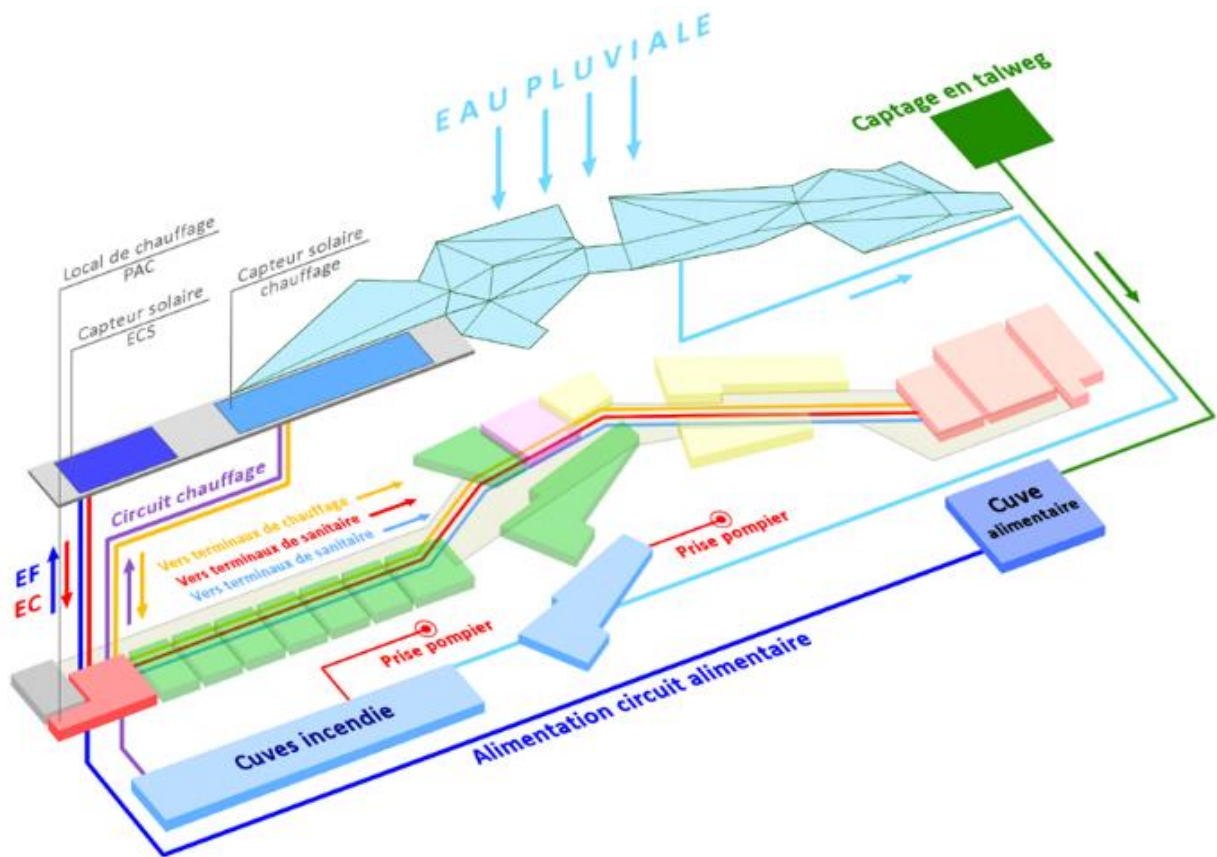 EAU PLUVIALE
Captage en talweg
Local de chauffage
PAC
Capteur solaire
chauffage
Capteur solaire
ECS
Circuit chauffage
Vers terminaux de chauffage
Vers terminaux de sanitaire
Vers terminaux de sanitaire
EF
EC
Cuve
alimentaire
Prise pompier
Prise pompier
Cuves incendie
Alimentation circuit alimentaire